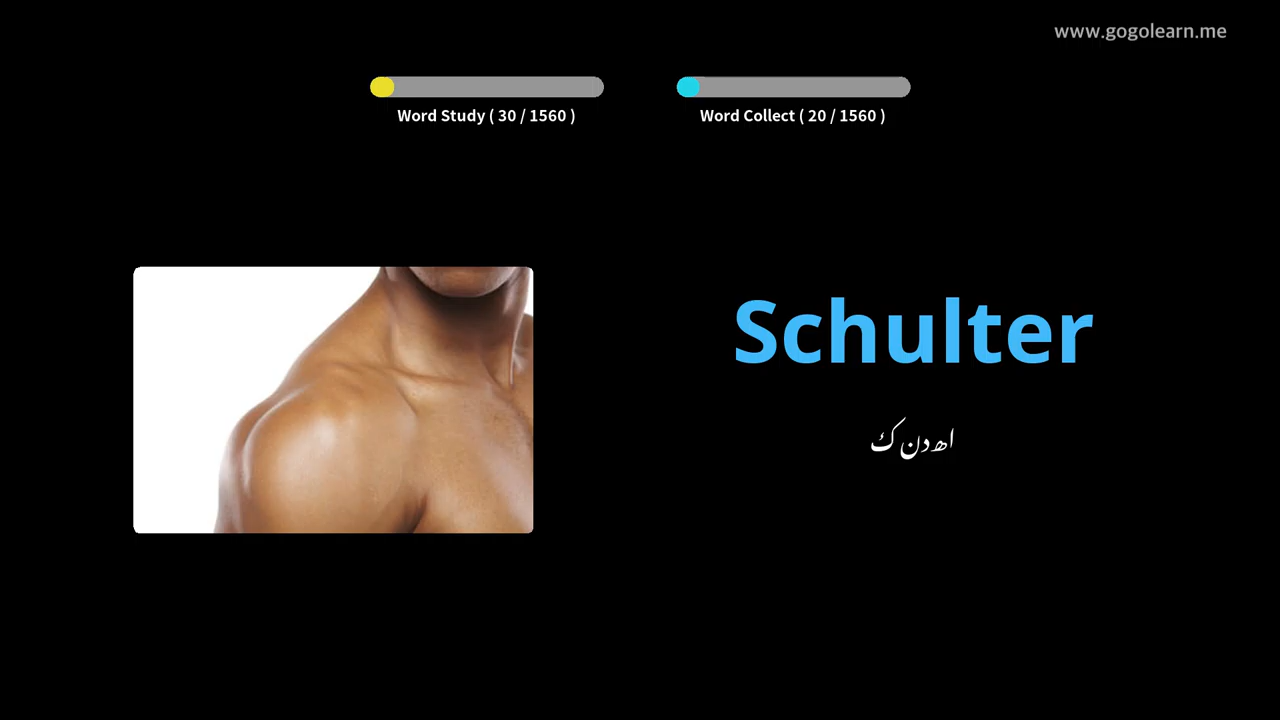 www.gogolearn.me
Word Study ( 30 / 1560 )
Word Collect ( 20 / 1560 )
Schulter
اھدن ک